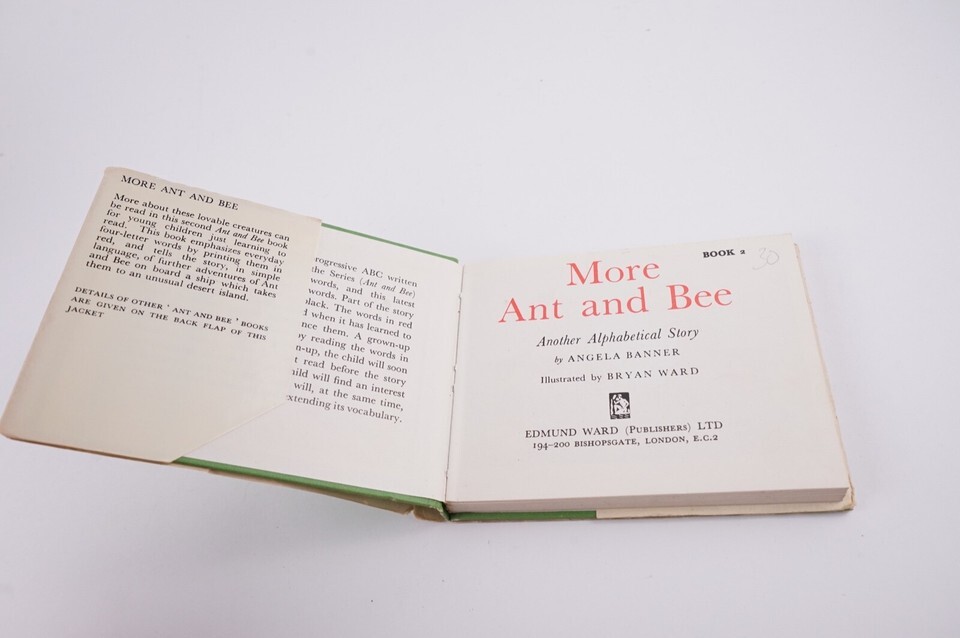 MORE ANT AND BEE
More about these lovable creatures can
be read in this second Ant and Bee book
for young children just learning to
read. This book emphasizes everyday
four-letter words by printing them in
red, and tells the story, in simple
language, of further adventures of Ant
and Bee on board a ship which takes
them to an unusual desert island.
DETAILS OF OTHER ' ANT AND BEE ' BOOKS
ARE GIVEN ON THE BACK FLAP OF THIS
JACKET
rogressive ABC written
the Series (Ant and Bee)
words, and this latest
words. Part of the story
lack. The words in red
d when it has learned to
nce them. A grown-up
y reading the words in
n-up, the child will soon
t read before the story
hild will find an interest
will, at the same time,
extending its vocabulary.
BOOK 2
30
More
Ant and Bee
Another Alphabetical Story
by ANGELA BANNER
Illustrated by BRYAN WARD
EDMUND WARD (PUBLISHERS) LTD
194-200 BISHOPSGATE, LONDON, E.C.2